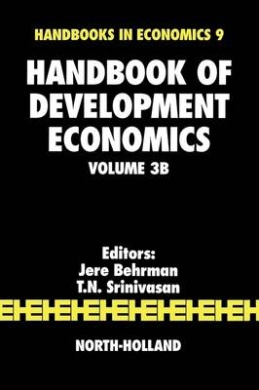 HANDBOOKS IN ECONOMICS 9
HANDBOOK OF
DEVELOPMENT
ECONOMICS
VOLUME 3B
Editors:
Jere Behrman
T.N. Srinivasan
NORTH-HOLLAND